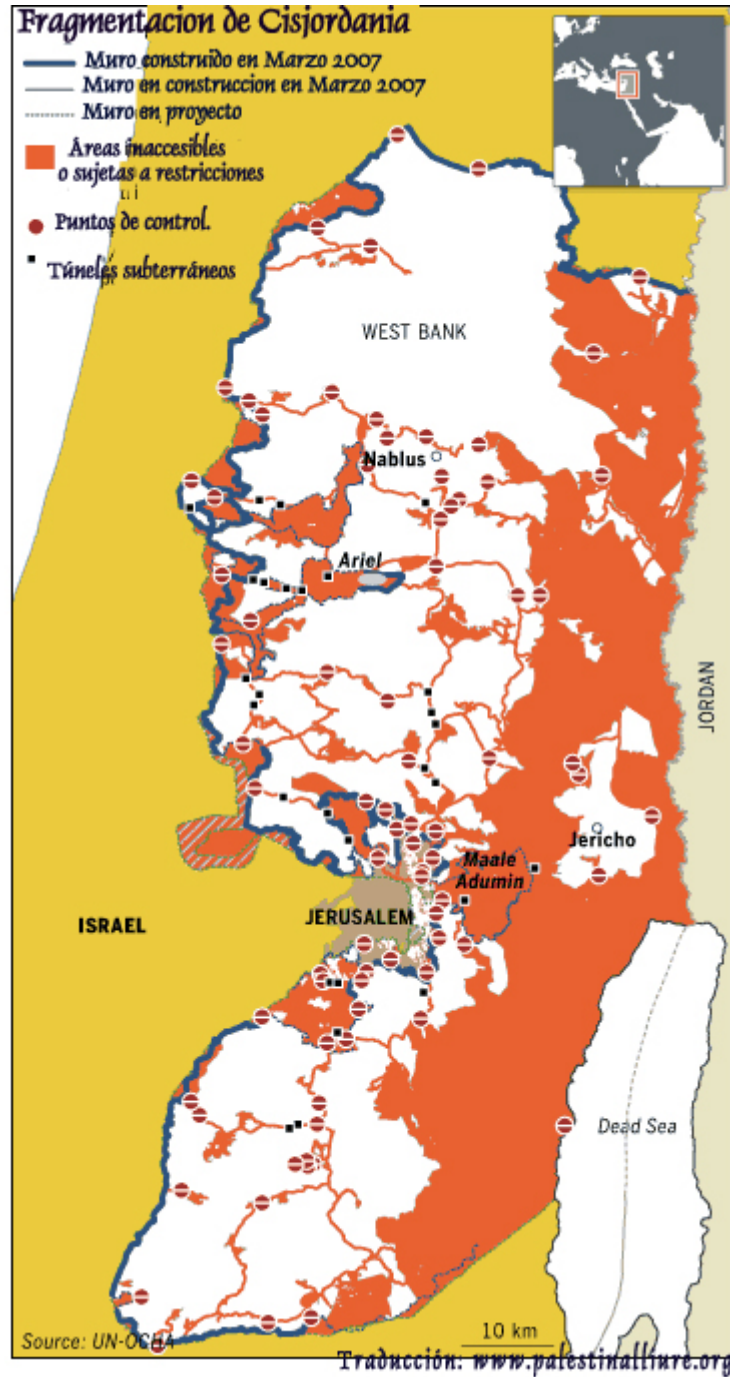 Fragmentacion de Cisjordania
Muro construido en Marzo 2007
Muro en construccion en Marzo 2007
Muro en proyecto
Áreas inaccesibles
o sujetas a restricciones
Puntos de control.
Túneles subterráneos
WEST BANK
Nablus
Ariel
JORDAN
Jericho
Maale
Adumin
ISRAEL
JERUSALEM
Dead Sea
10 km
Source: UN-OCHA
Traducción: www.palestinalliure.org